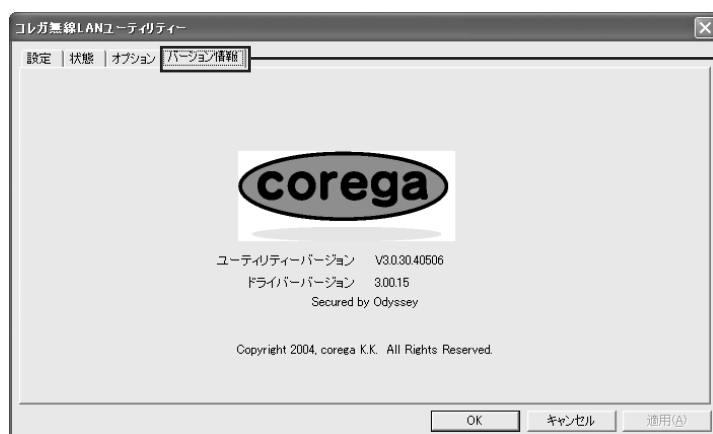 コレガ無線LANユーティリティー
設定 状態 オプション バージョン情報
corega
ユーティリティーバージョン V3.0.30.40506
ドライバーバージョン 3.00.15
Secured by Odyssey
Copyright 2004, corega K.K. All Rights Reserved.
OK キャンセル 適用(A)